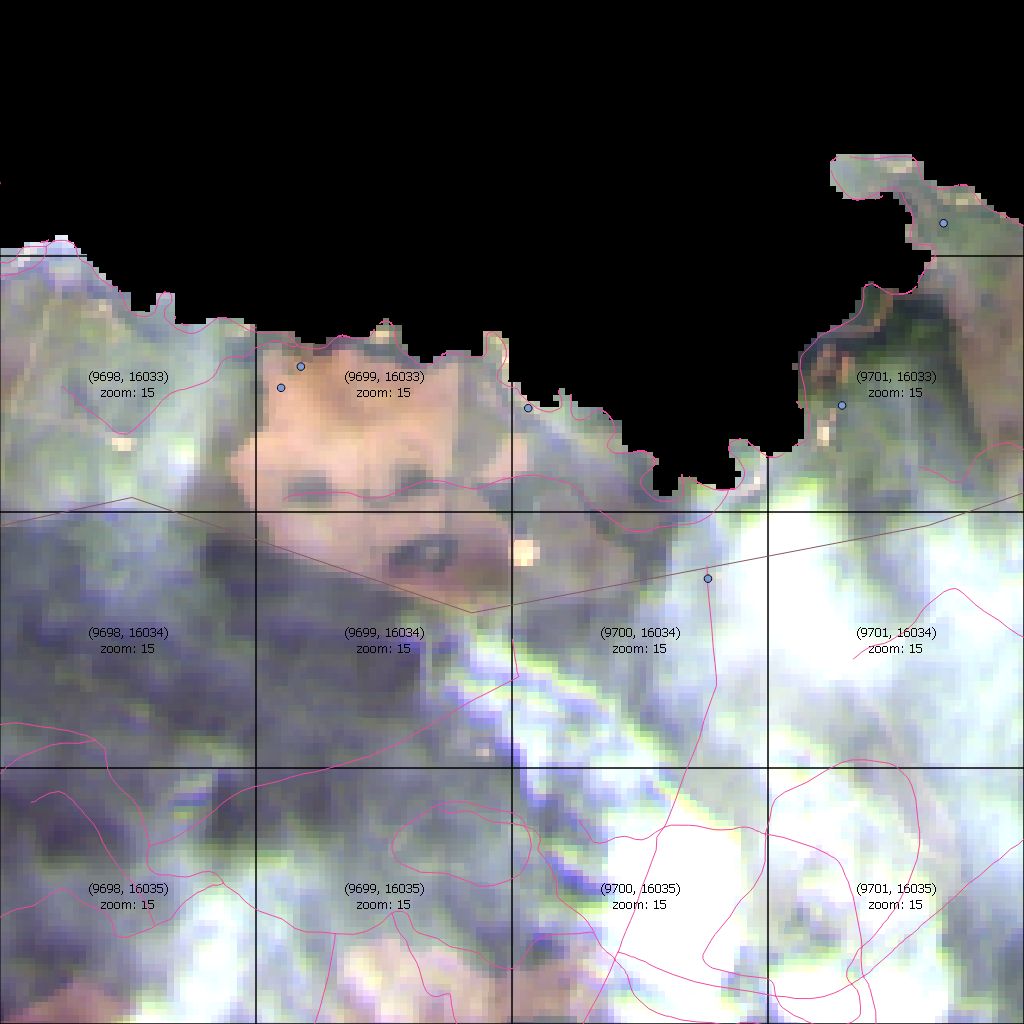 (9698, 16033)
zoom: 15
(9699, 16033)
zoom: 15
(9701, 16033)
zoom: 15
(9698, 16034)
zoom: 15
(9699, 16034)
zoom: 15
(9700, 16034)
zoom: 15
(9701, 16034)
zoom: 15
(9698, 16035)
zoom: 15
(9699, 16035)
zoom: 15
(9700, 16035)
zoom: 15
(9701, 16035)
zoom: 15